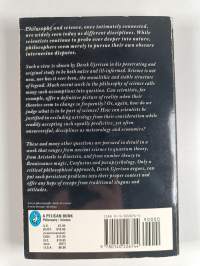 Philosophy and science, once intimately connected,
are widely seen today as different disciplines. While
scientists continue to probe ever deeper into nature,
philosophers seem merely to pursue their own obscure
internecine disputes.
Such a view is shown by Derek Gjertsen in his penetrating and
original study to be both naive and ill-informed. Science is not
now, nor has it ever been, the monolithic and stable structure of
legend. Much recent work in the philosophy of science calls
many such assumptions into question. Can scientists, for
example, offer a definitive picture of reality when their
theories seem to change so frequently? Or, again, how do we
judge what is to be part of science? How can scientists be
justified in excluding astrology from their consideration while
readily accepting such equally predictive, yet often
unsuccessful, disciplines as meteorology and economics?
These and many other questions are pursued in detail in a
work that ranges from ancient science to quantum theory,
from Aristotle to Einstein, and from number theory to
Renaissance magic, Confucius and parapsychology. Only a
critical approach such as this, Derek Gjertsen argues, can
put such persistent problems into their proper context and
offer any hope of escape from traditional slogans and
attitudes.
A PELICAN BOOK
Philosophy/Science